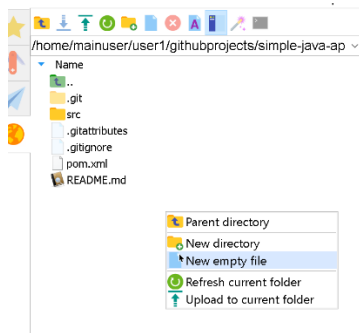 /home/mainuser/user1/githubprojects/simple-java-ap
Name
..
.git
src
.gitattributes
.gitignore
pom.xml
README.md
Parent directory
New directory
New empty file
Refresh current folder
Upload to current folder